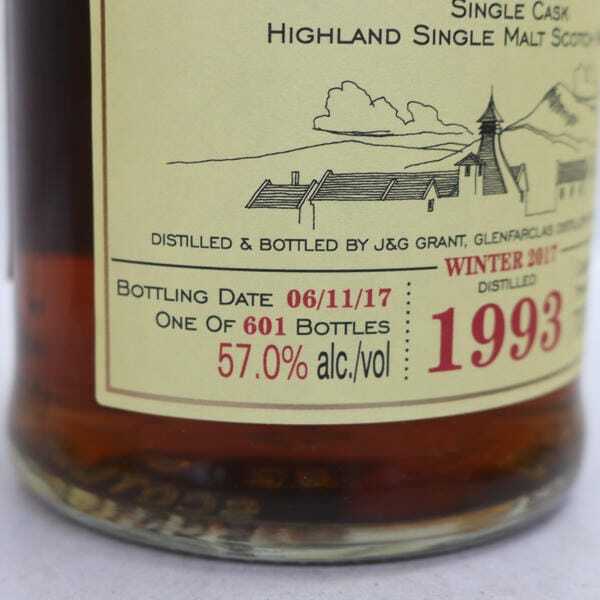 SINGLE CASK
HIGHLAND SINGLE MALT SCOTCH
DISTILLED & BOTTLED BY J&G GRANT, GLENFARCLAS
WINTER 2017
BOTTLING DATE 06/11/17
DISTILLED
ONE OF 601 BOTTLES
1993
57.0% alc./vol